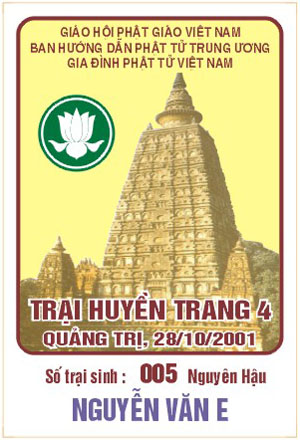 GIÁO HỘI PHẬT GIÁO VIỆT NAM
BAN HƯỚNG DẪN PHẬT TỬ TRUNG ƯƠNG
GIA ĐÌNH PHẬT TỬ VIỆT NAM
TRẠI HUYỀN TRANG 4
QUẢNG TRỊ, 28/10/2001
Số trại sinh : 005 Nguyên Hậu
NGUYỄN VĂN E